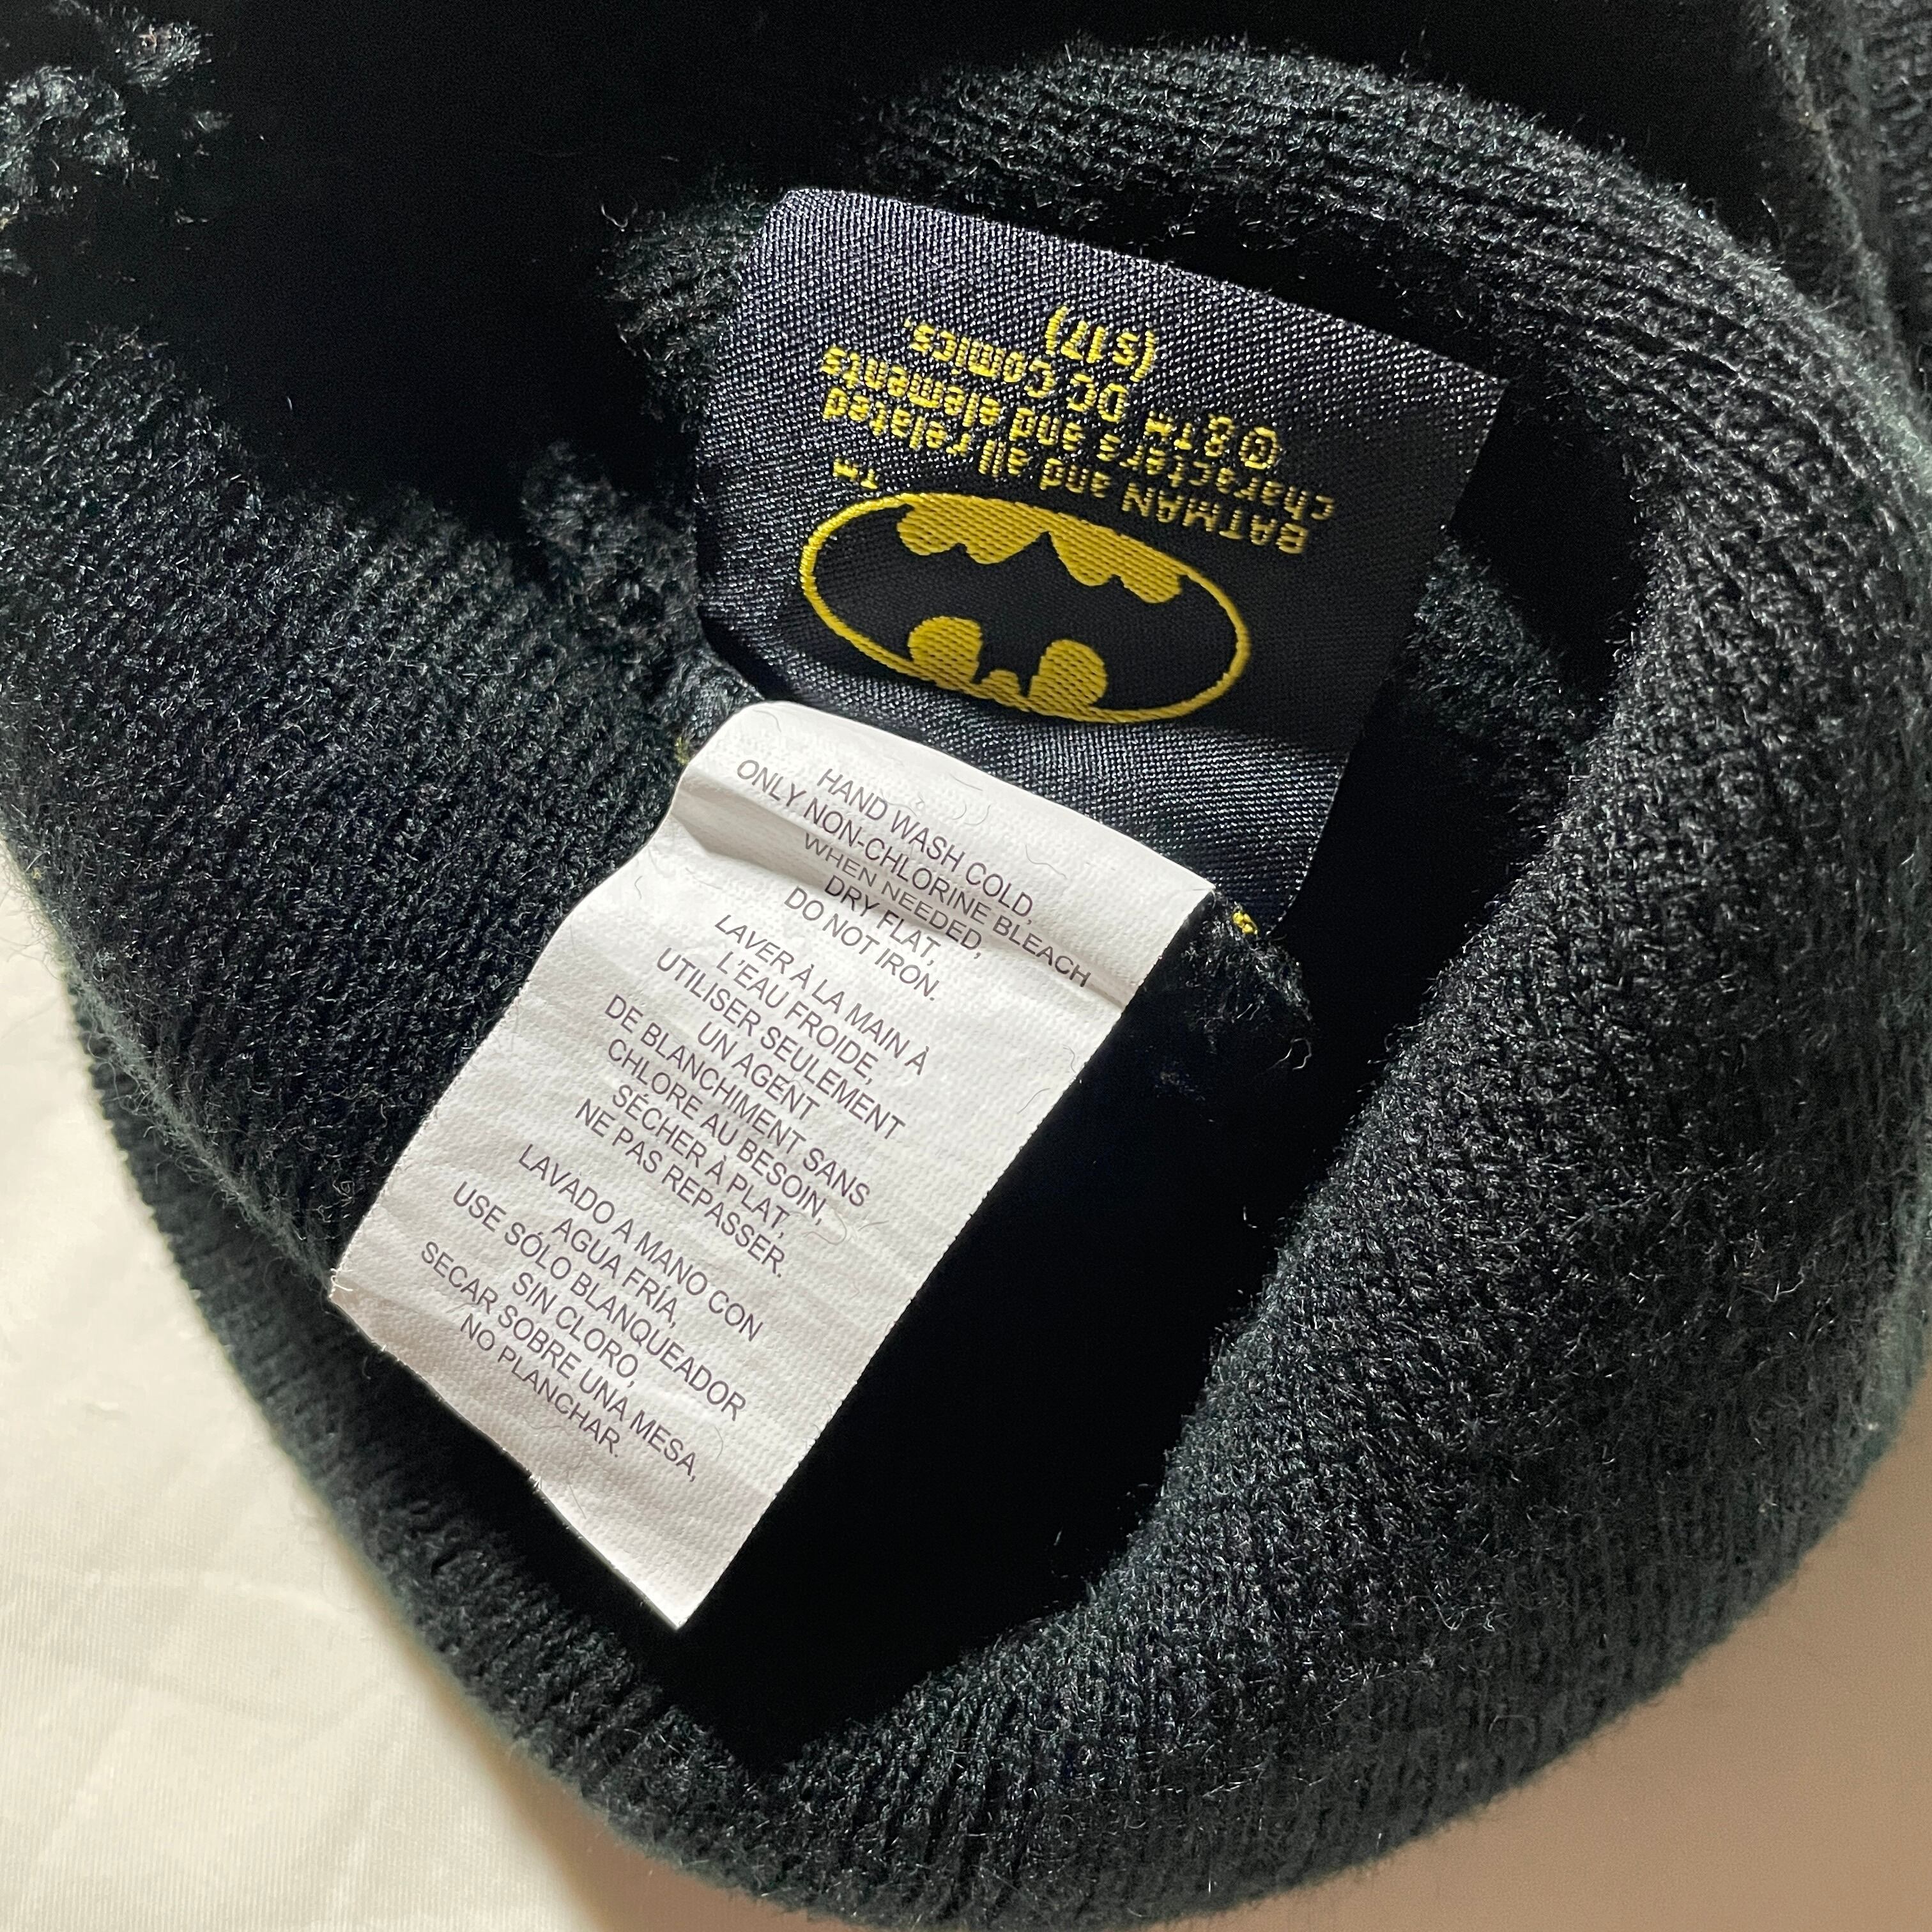 ™
BATMAN and all related
characters and elements
© & ™ DC Comics.
(s17)
HAND WASH COLD,
ONLY NON-CHLORINE BLEACH
WHEN NEEDED,
DRY FLAT,
DO NOT IRON.
LAVER À LA MAIN À
L'EAU FROIDE,
UTILISER SEULEMENT
UN AGENT
DE BLANCHIMENT SANS
CHLORE AU BESOIN,
SÉCHER À PLAT,
NE PAS REPASSER.
LAVADO A MANO CON
AGUA FRÍA,
USE SÓLO BLANQUEADOR
SIN CLORO,
SECAR SOBRE UNA MESA,
NO PLANCHAR.